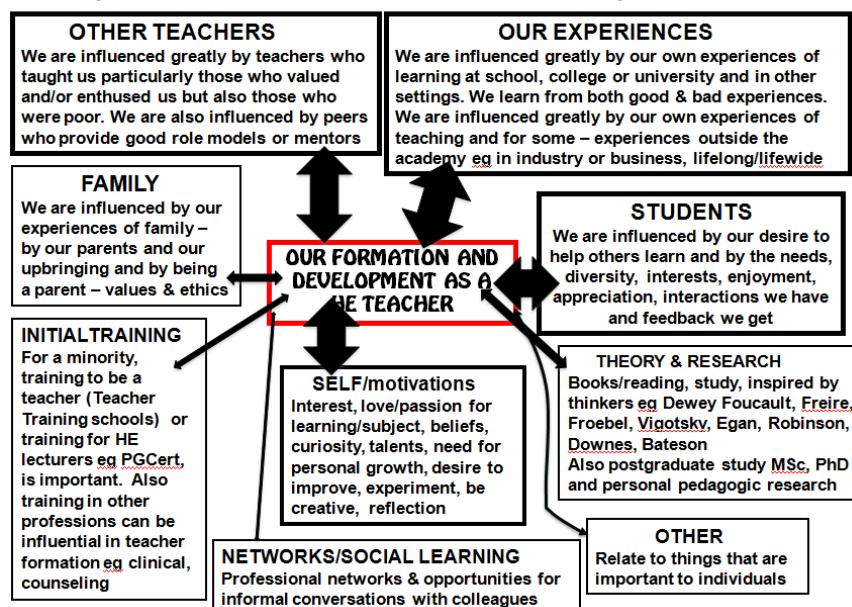 OTHER TEACHERS
We are influenced greatly by teachers who
taught us particularly those who valued
and/or enthused us but also those who
were poor. We are also influenced by peers
who provide good role models or mentors
OUR EXPERIENCES
We are influenced greatly by our own experiences of
learning at school, college or university and in other
settings. We learn from both good & bad experiences.
We are influenced greatly by our own experiences of
teaching and for some – experiences outside the
academy eg in industry or business, lifelong/lifewide
FAMILY
We are influenced by our
experiences of family –
by our parents and our
upbringing and by being
a parent – values & ethics
OUR FORMATION AND
DEVELOPMENT AS A
HE TEACHER
STUDENTS
We are influenced by our desire to
help others learn and by the needs,
diversity, interests, enjoyment,
appreciation, interactions we have
and feedback we get
INITIAL TRAINING
For a minority,
training to be a
teacher (Teacher
Training schools) or
training for HE
lecturers eg PGCert,
is important. Also
training in other
professions can be
influential in teacher
formation eg clinical,
counseling
SELF/motivations
Interest, love/passion for
learning/subject, beliefs,
curiosity, talents, need for
personal growth, desire to
improve, experiment, be
creative, reflection
THEORY & RESEARCH
Books/reading, study, inspired by
thinkers eg Dewey Foucault, Freire,
Froebel, Vigotsky, Egan, Robinson,
Downes, Bateson
Also postgraduate study MSc, PhD
and personal pedagogic research
NETWORKS/SOCIAL LEARNING
Professional networks & opportunities for
informal conversations with colleagues
OTHER
Relate to things that are
important to individuals